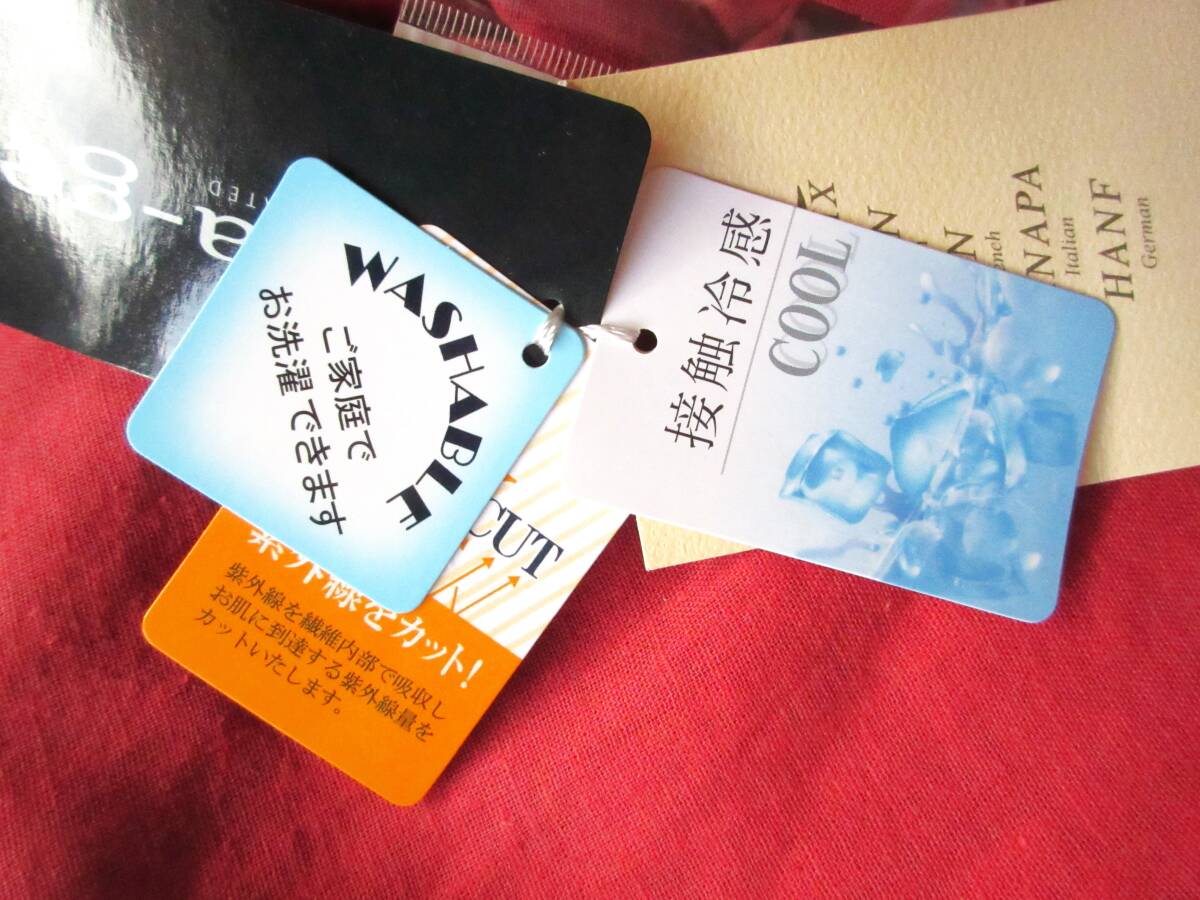 WASHABLE
ご家庭で
お洗濯できます
接触冷感
COOL
CUT
紫外線をカット!
紫外線を繊維内部で吸収し
お肌に到達する紫外線量を
カットいたします。
HANF
German
Italian